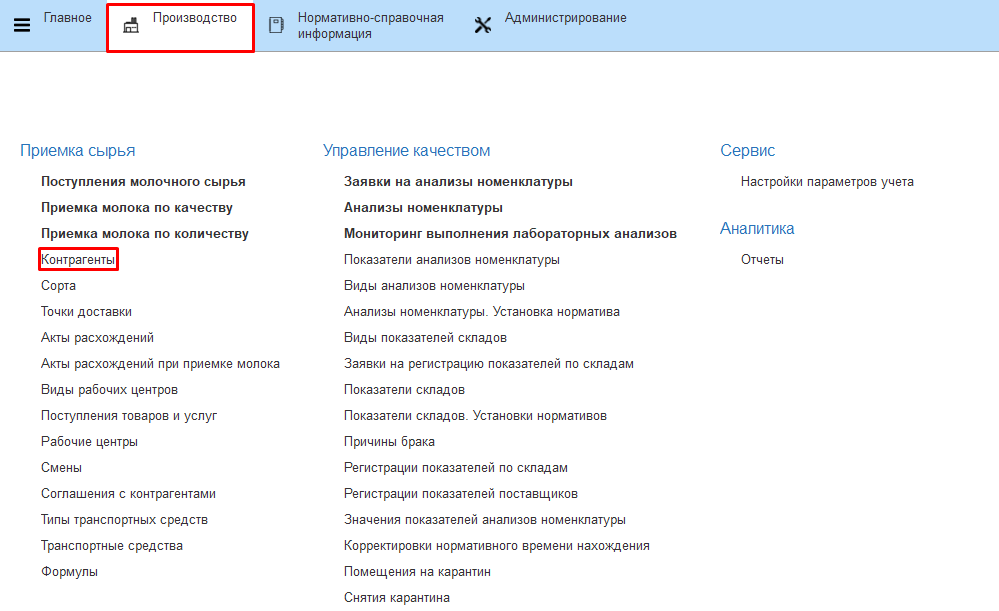 Главное
Производство
Нормативно-справочная
информация
Администрирование
Приемка сырья
Поступления молочного сырья
Приемка молока по качеству
Приемка молока по количеству
Контрагенты
Сорта
Точки доставки
Акты расхождений
Акты расхождений при приемке молока
Виды рабочих центров
Поступления товаров и услуг
Рабочие центры
Смены
Соглашения с контрагентами
Типы транспортных средств
Транспортные средства
Формулы
Управление качеством
Заявки на анализы номенклатуры
Анализы номенклатуры
Мониторинг выполнения лабораторных анализов
Показатели анализов номенклатуры
Виды анализов номенклатуры
Анализы номенклатуры. Установка норматива
Виды показателей складов
Заявки на регистрацию показателей по складам
Показатели складов
Показатели складов. Установки нормативов
Причины брака
Регистрации показателей по складам
Регистрации показателей поставщиков
Значения показателей анализов номенклатуры
Корректировки нормативного времени нахождения
Помещения на карантин
Снятия карантина
Сервис
Настройки параметров учета
Аналитика
Отчеты